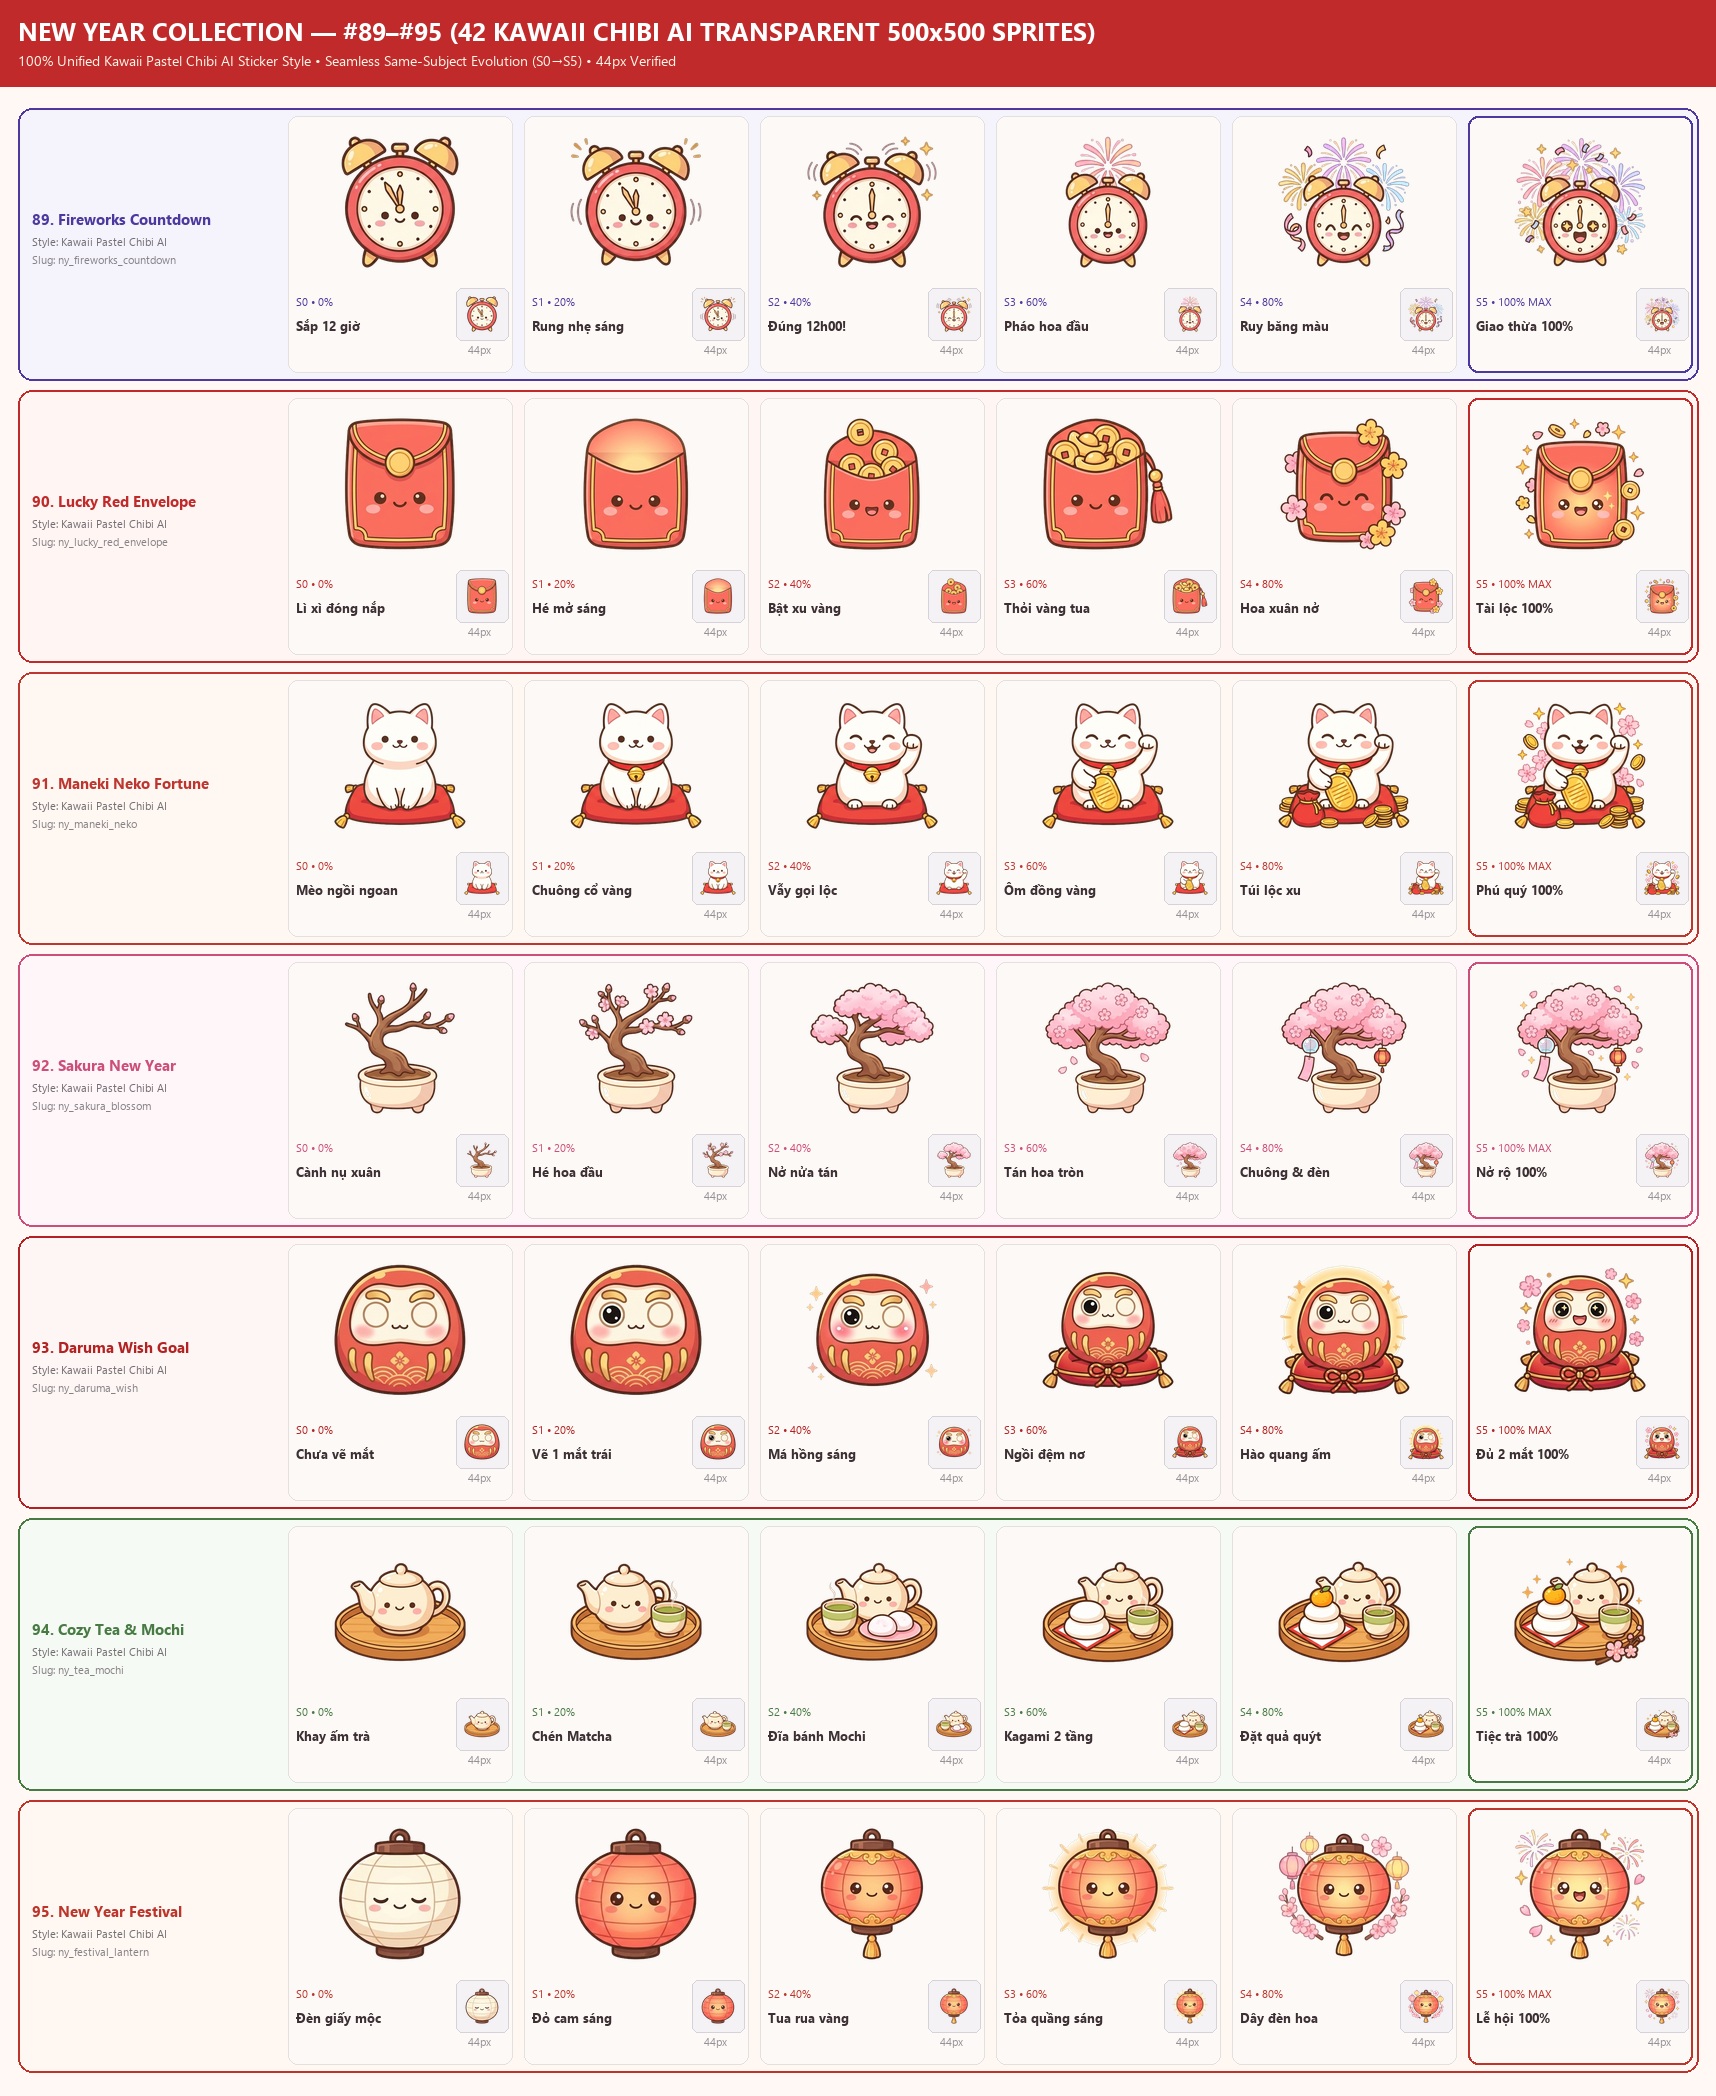 NEW YEAR COLLECTION — #89–#95 (42 KAWAII CHIBI AI TRANSPARENT 500x500 SPRITES)
100% Unified Kawaii Pastel Chibi AI Sticker Style • Seamless Same-Subject Evolution (S0→S5) • 44px Verified
89. Fireworks Countdown
Style: Kawaii Pastel Chibi AI
Slug: ny_fireworks_countdown
S0 • 0%
Sắp 12 giờ
44px
S1 • 20%
Rung nhẹ sáng
44px
S2 • 40%
Đúng 12h00!
44px
S3 • 60%
Pháo hoa đầu
44px
S4 • 80%
Ruy băng màu
44px
S5 • 100% MAX
Giao thừa 100%
44px
90. Lucky Red Envelope
Style: Kawaii Pastel Chibi AI
Slug: ny_lucky_red_envelope
S0 • 0%
Lì xì đóng nắp
44px
S1 • 20%
Hé mở sáng
44px
S2 • 40%
Bật xu vàng
44px
S3 • 60%
Thỏi vàng tua
44px
S4 • 80%
Hoa xuân nở
44px
S5 • 100% MAX
Tài lộc 100%
44px
91. Maneki Neko Fortune
Style: Kawaii Pastel Chibi AI
Slug: ny_maneki_neko
S0 • 0%
Mèo ngồi ngoan
44px
S1 • 20%
Chuông cổ vàng
44px
S2 • 40%
Vẫy gọi lộc
44px
S3 • 60%
Ôm đồng vàng
44px
S4 • 80%
Túi lộc xu
44px
S5 • 100% MAX
Phú quý 100%
44px
92. Sakura New Year
Style: Kawaii Pastel Chibi AI
Slug: ny_sakura_blossom
S0 • 0%
Cành nụ xuân
44px
S1 • 20%
Hé hoa đầu
44px
S2 • 40%
Nở nửa tán
44px
S3 • 60%
Tán hoa tròn
44px
S4 • 80%
Chuông & đèn
44px
S5 • 100% MAX
Nở rộ 100%
44px
93. Daruma Wish Goal
Style: Kawaii Pastel Chibi AI
Slug: ny_daruma_wish
S0 • 0%
Chưa vẽ mắt
44px
S1 • 20%
Vẽ 1 mắt trái
44px
S2 • 40%
Má hồng sáng
44px
S3 • 60%
Ngồi đệm nơ
44px
S4 • 80%
Hào quang ấm
44px
S5 • 100% MAX
Đủ 2 mắt 100%
44px
94. Cozy Tea & Mochi
Style: Kawaii Pastel Chibi AI
Slug: ny_tea_mochi
S0 • 0%
Khay ấm trà
44px
S1 • 20%
Chén Matcha
44px
S2 • 40%
Đĩa bánh Mochi
44px
S3 • 60%
Kagami 2 tầng
44px
S4 • 80%
Đặt quả quýt
44px
S5 • 100% MAX
Tiệc trà 100%
44px
95. New Year Festival
Style: Kawaii Pastel Chibi AI
Slug: ny_festival_lantern
S0 • 0%
Đèn giấy mộc
44px
S1 • 20%
Đỏ cam sáng
44px
S2 • 40%
Tua rua vàng
44px
S3 • 60%
Tỏa quầng sáng
44px
S4 • 80%
Dây đèn hoa
44px
S5 • 100% MAX
Lễ hội 100%
44px